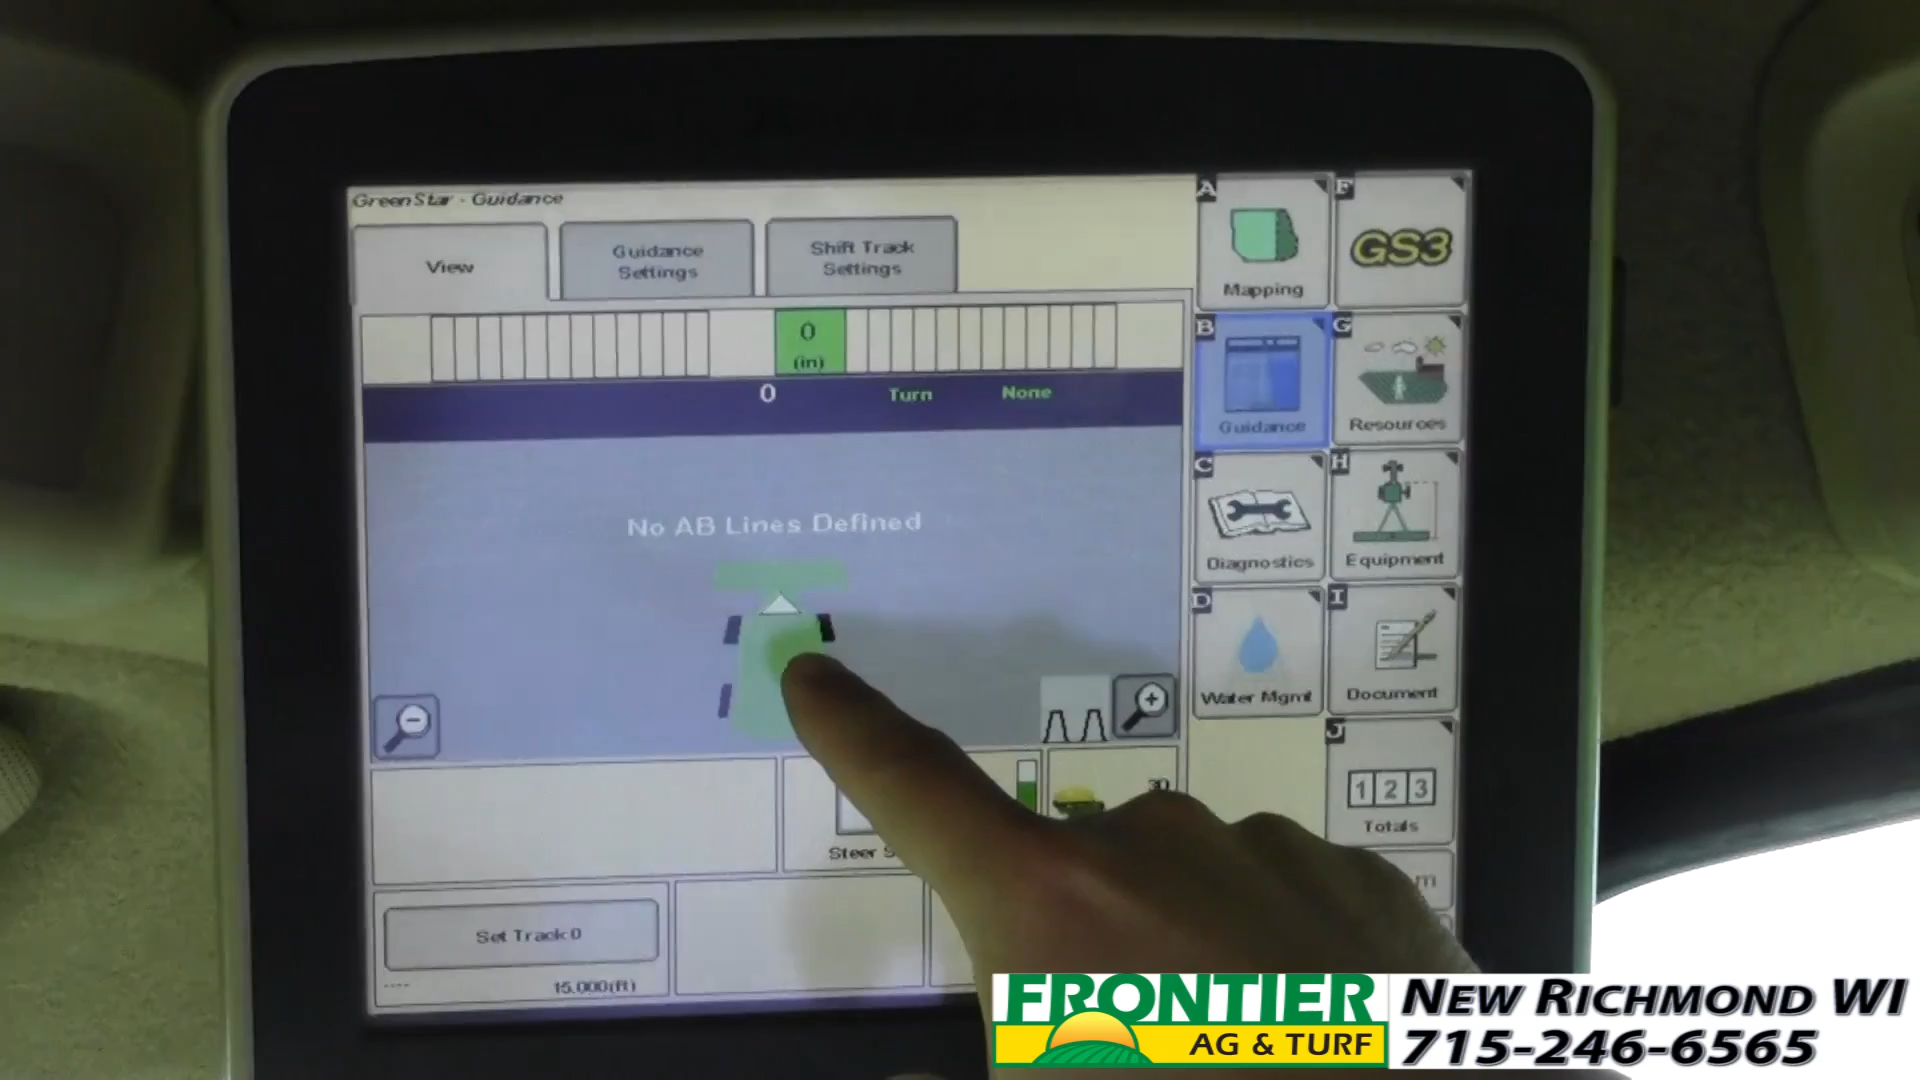 GreenStar - Guidance
View
Guidance
Settings
Shift Track
Settings
0
(in)
0
Turn
None
No AB Lines Defined
Steer S
30
Set Track 0
----
15.000(ft)
A
Mapping
F
GS3
B
Guidance
G
Resources
C
Diagnostics
H
Equipment
D
Water Mgmt
I
Document
J
1 2 3
Totals
m
FRONTIER
AG & TURF
NEW RICHMOND WI
715-246-6565